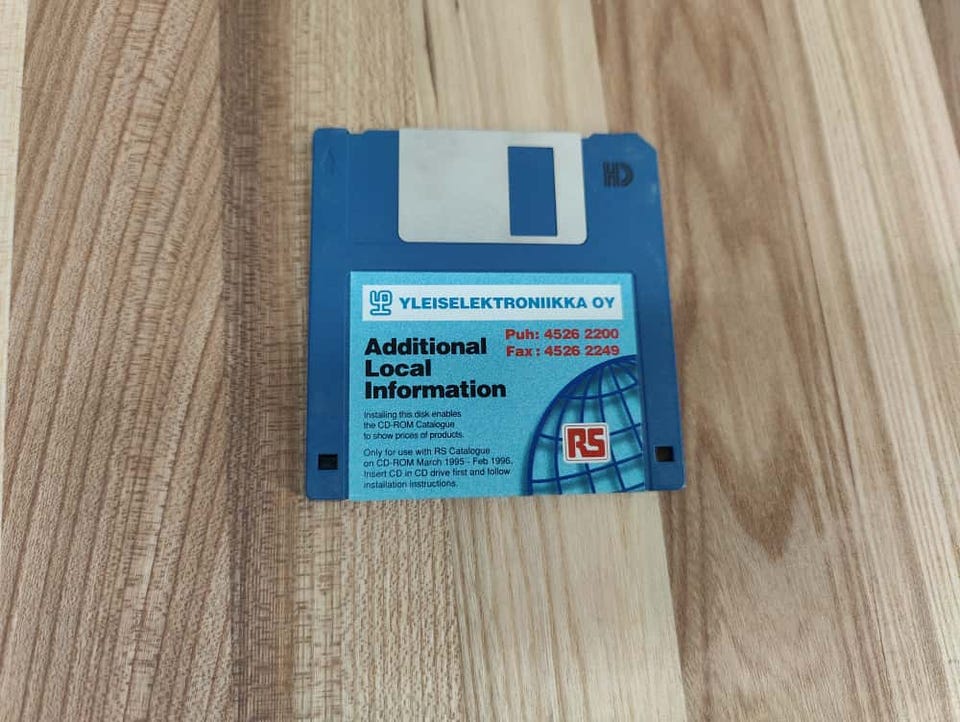 HD
YLEISELEKTRONIIKKA OY
Puh: 4526 2200
Fax : 4526 2249
Additional
Local
Information
Installing this disk enables
the CD-ROM Catalogue
to show prices of products.
Only for use with RS Catalogue
on CD-ROM March 1995 - Feb 1996.
Insert CD in CD drive first and follow
installation instructions.
RS